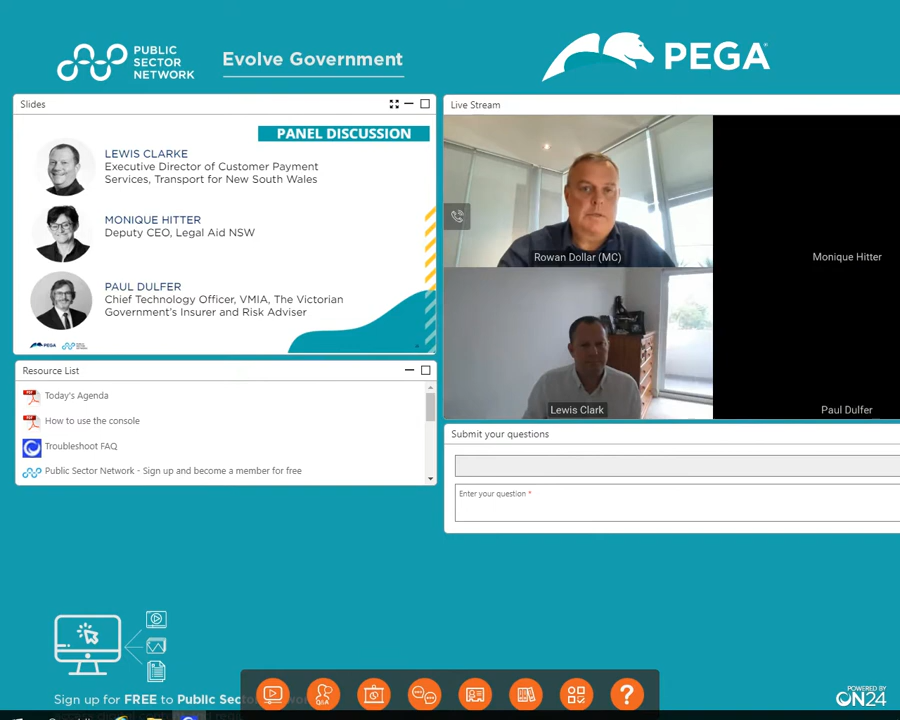 PUBLIC
SECTOR
NETWORK
Evolve Government
PEGA
Slides
PANEL DISCUSSION
LEWIS CLARKE
Executive Director of Customer Payment
Services, Transport for New South Wales
MONIQUE HITTER
Deputy CEO, Legal Aid NSW
PAUL DULFER
Chief Technology Officer, VMIA, The Victorian
Government's Insurer and Risk Adviser
PEGA
Live Stream
Rowan Dollar (MC)
Monique Hitter
Lewis Clark
Paul Dulfer
Resource List
Today's Agenda
How to use the console
Troubleshoot FAQ
Public Sector Network - Sign up and become a member for free
Submit your questions
Enter your question *
Q&A
Sign up for FREE to Public Sector
POWERED BY
ON24